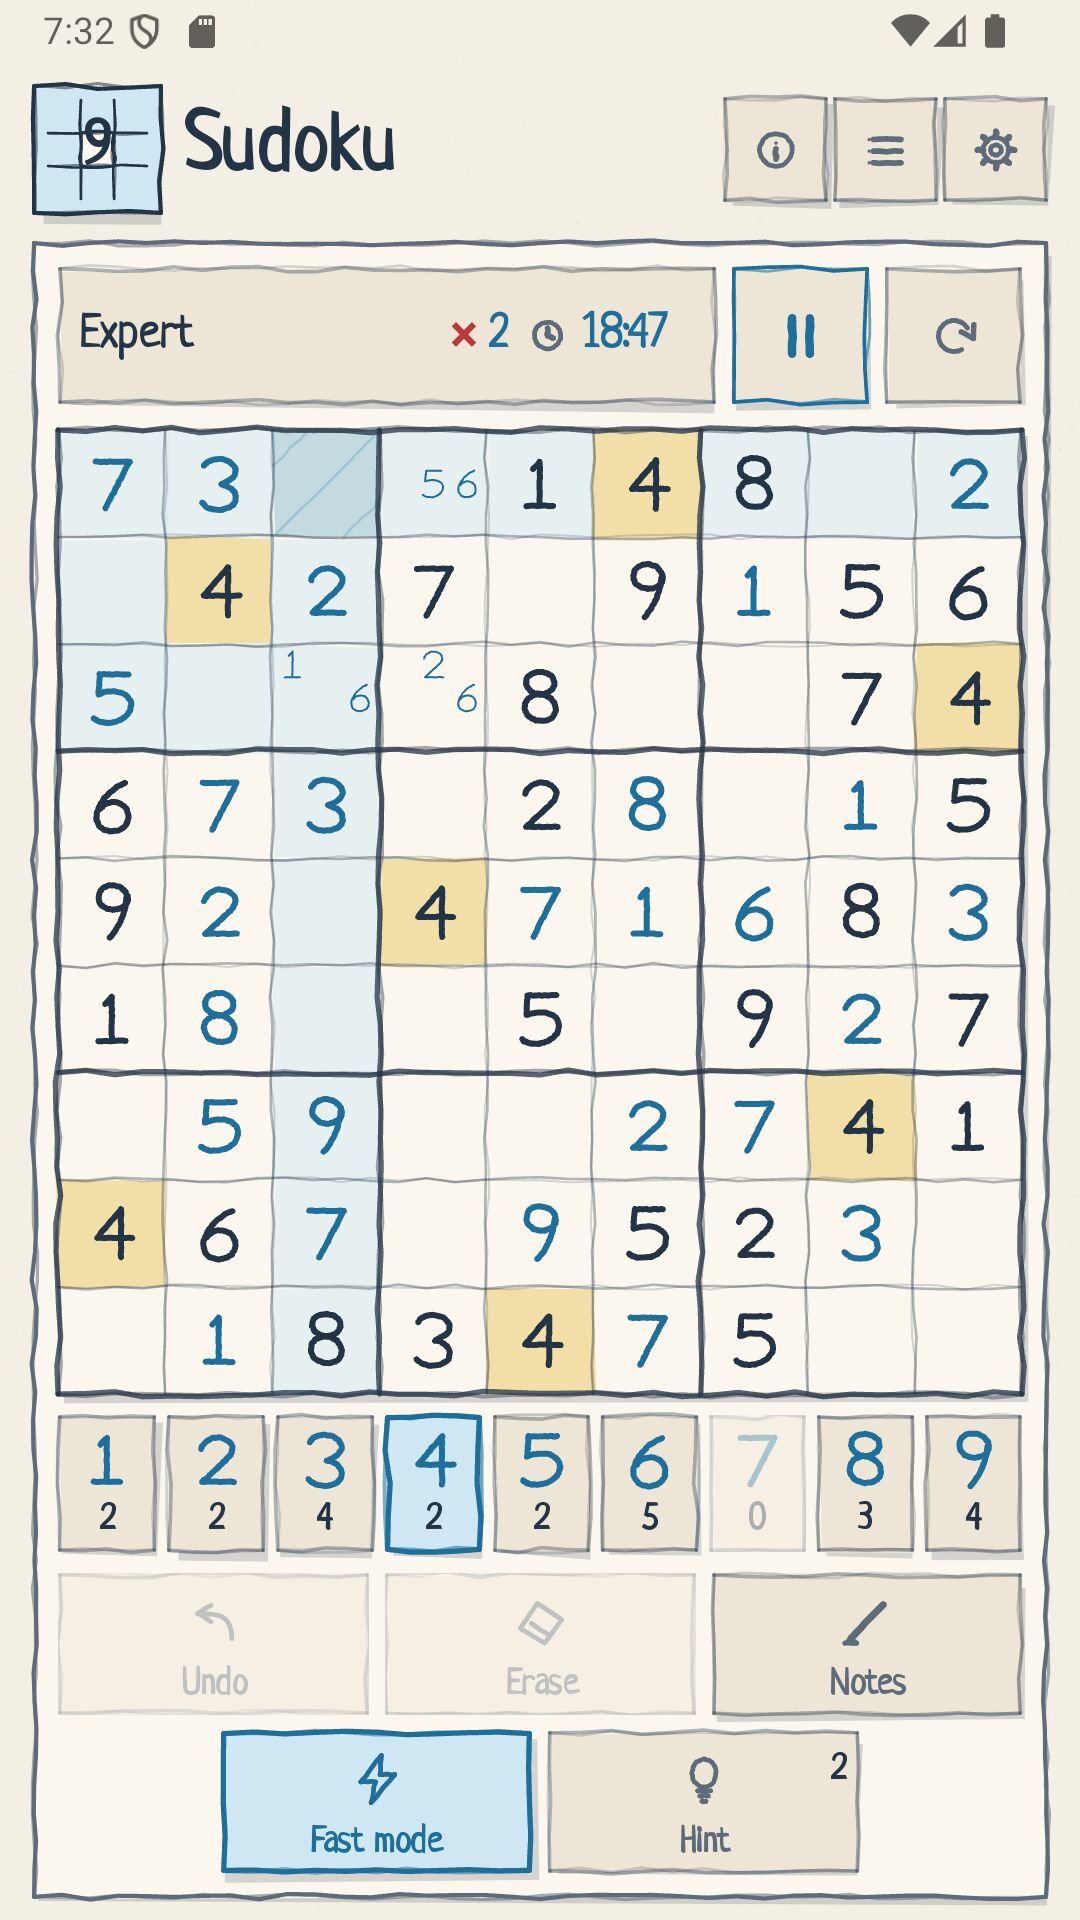 7:32
9 Sudoku
Expert × 2 18:47
7 3 5 6 1 4 8 2
4 2 7 9 1 5 6
5 1 6 2 6 8 7 4
6 7 3 2 8 1 5
9 2 4 7 1 6 8 3
1 8 5 9 2 7
5 9 2 7 4 1
4 6 7 9 5 2 3
1 8 3 4 7 5
1 2 3 4 5 6 7 8 9
2 2 4 2 2 5 0 3 4
Undo Erase Notes
2
Fast mode Hint